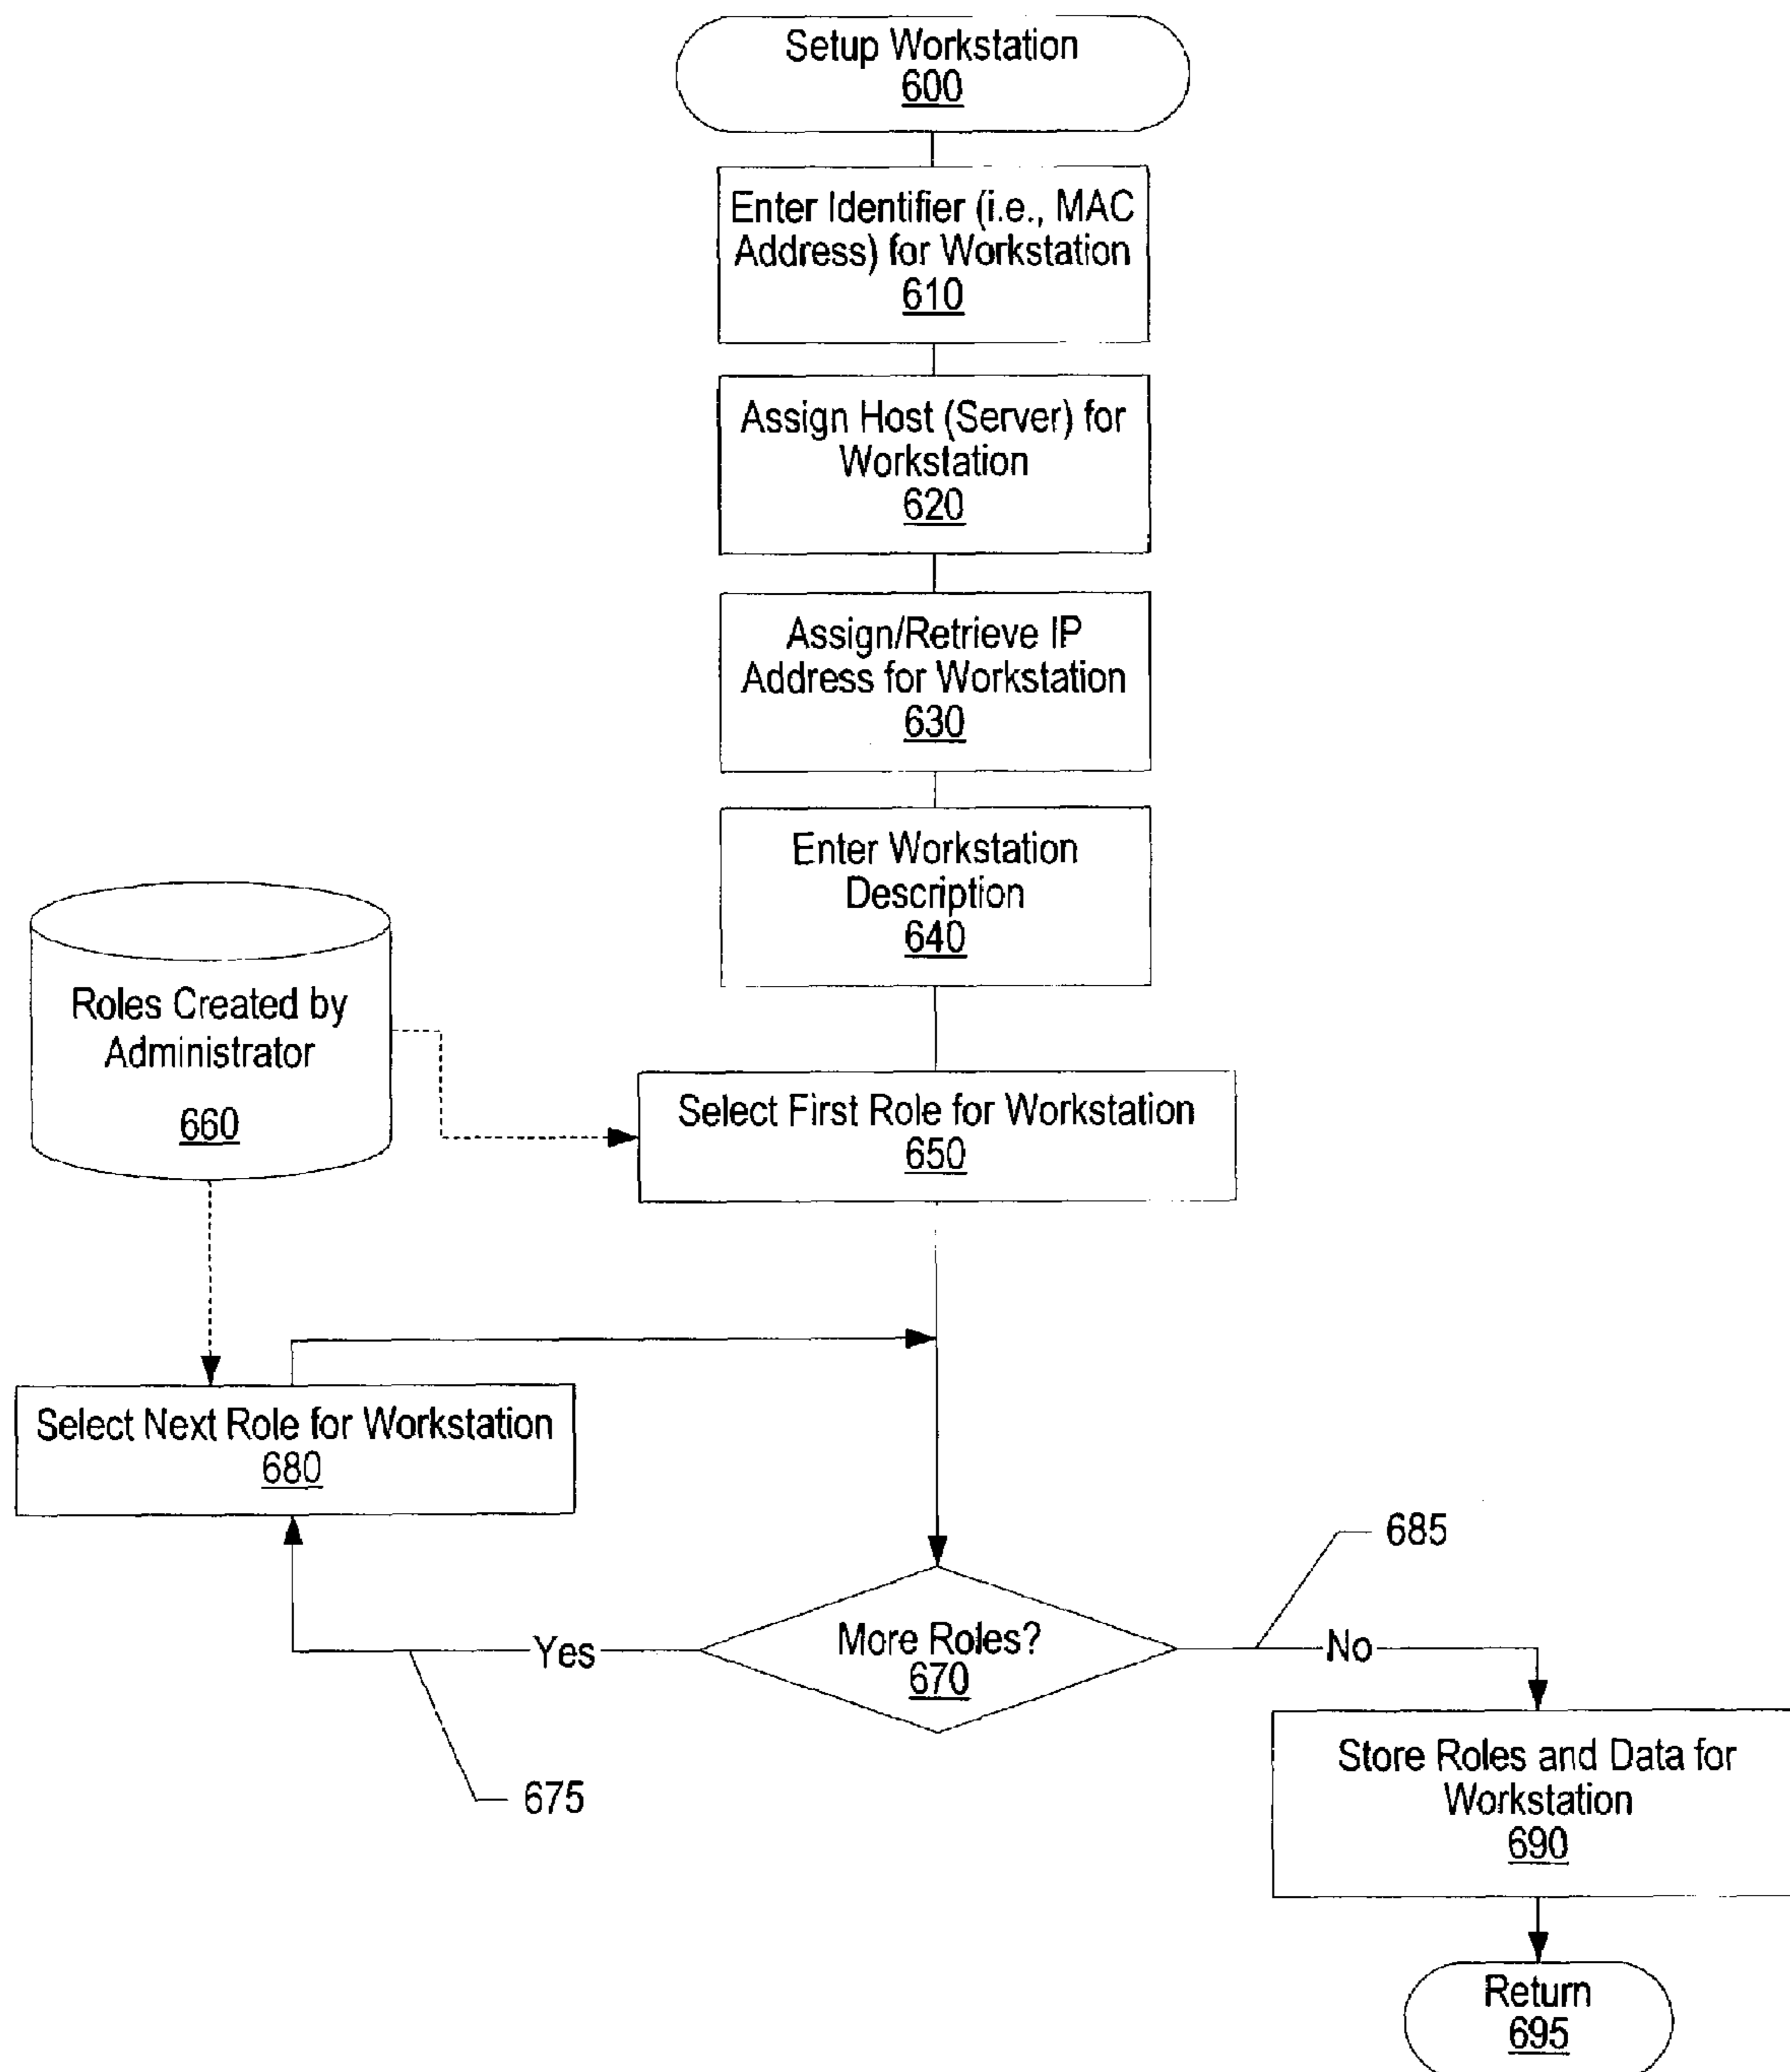 Setup Workstation
600
Enter Identifier (i.e., MAC
Address) for Workstation
610
Assign Host (Server) for
Workstation
620
Assign/Retrieve IP
Address for Workstation
630
Enter Workstation
Description
640
Roles Created by
Administrator
660
Select First Role for Workstation
650
Select Next Role for Workstation
680
685
More Roles?
670
Yes
No
675
Store Roles and Data for
Workstation
690
Return
695